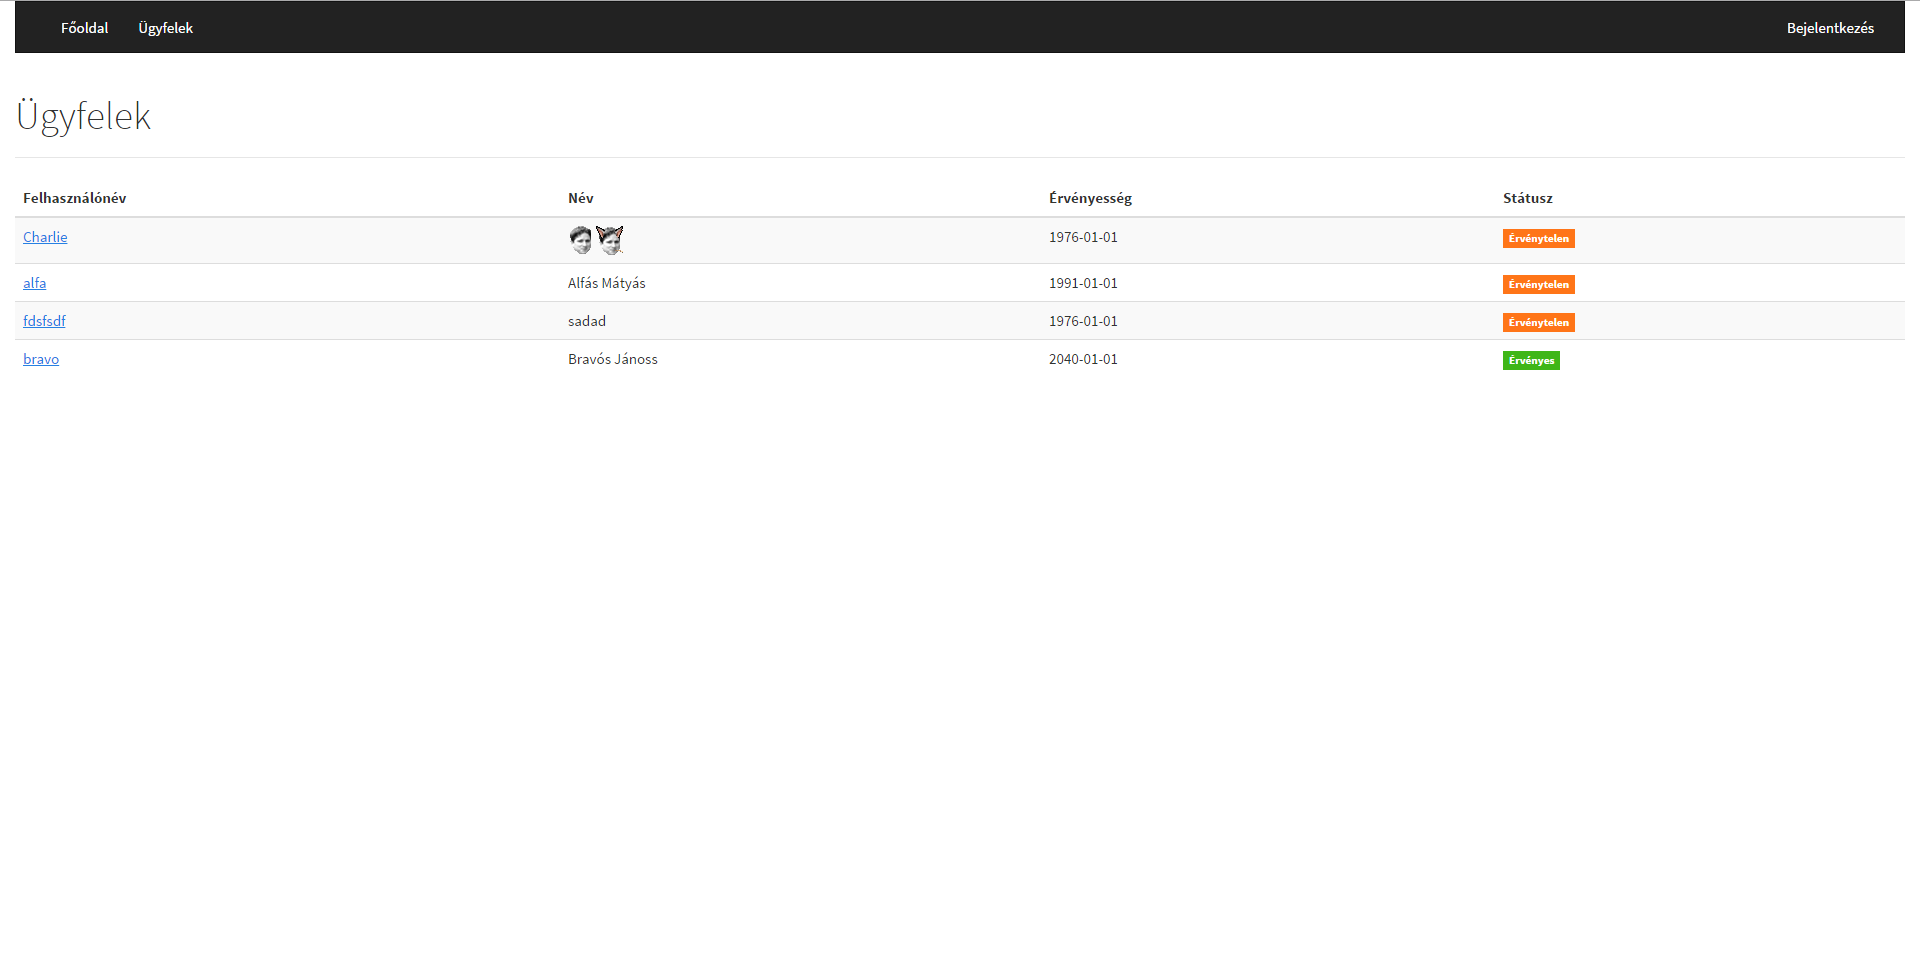 Főoldal Ügyfelek Bejelentkezés
Ügyfelek
Felhasználónév Név Érvényesség Státusz
Charlie 1976-01-01 Érvénytelen
alfa Alfás Mátyás 1991-01-01 Érvénytelen
fdsfsdf sadad 1976-01-01 Érvénytelen
bravo Bravós Jánoss 2040-01-01 Érvényes